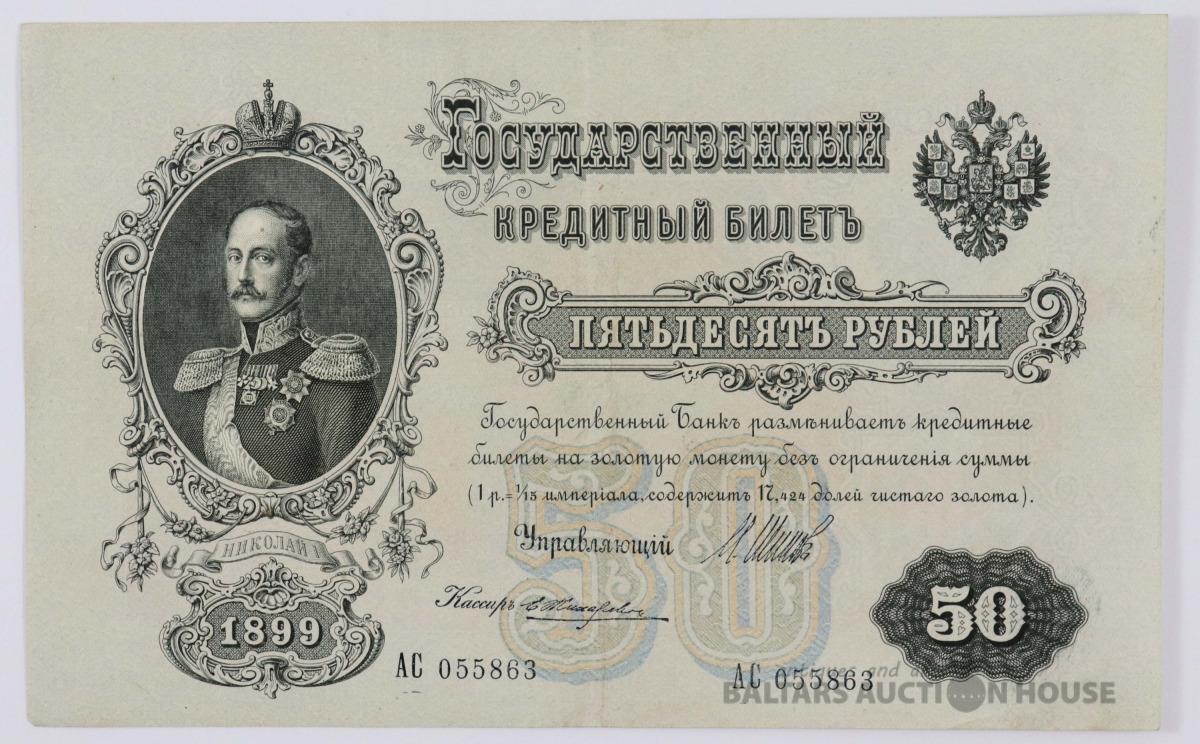 Государственный
кредитный билетъ
ПЯТЬДЕСЯТЪ РУБЛЕЙ
Государственный Банкъ размѣниваетъ кредитные
билеты на золотую монету безъ ограниченія суммы
(1 р.= 1/15 имперіала, содержитъ 17,424 долей чистаго золота).
Управляющій
Кассиръ
50
НИКОЛАЙ I
1899
АС 055863
АС 055863
50
and
BALTARS AUCTION HOUSE